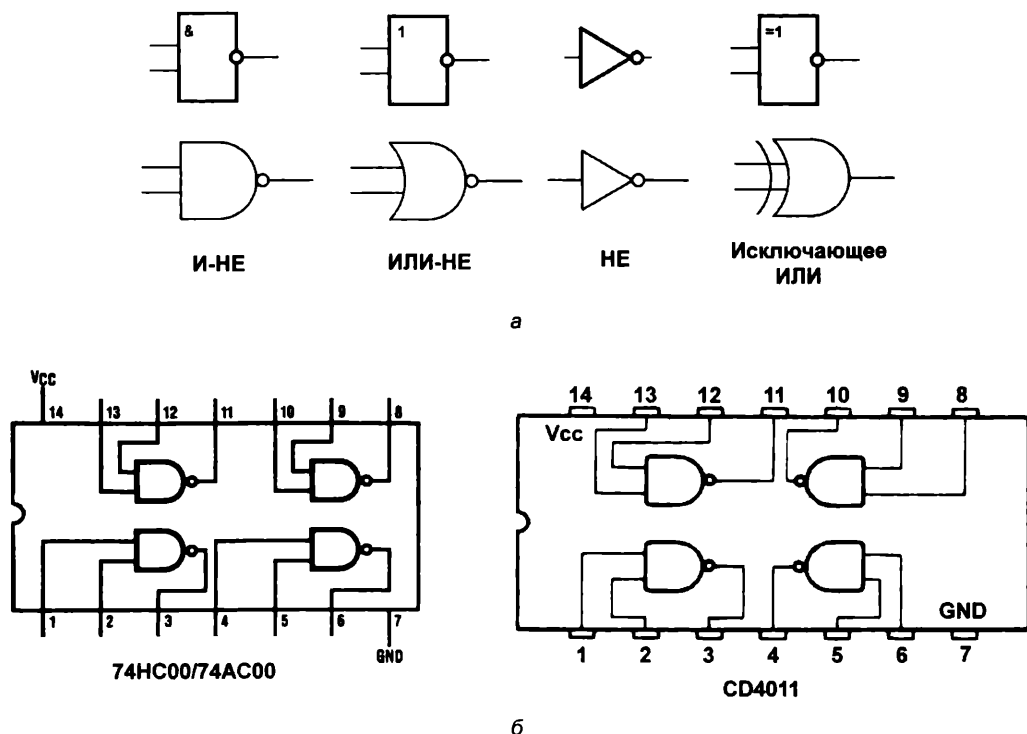 & 1 =1
И-НЕ ИЛИ-НЕ НЕ Исключающее
ИЛИ
а
Vcc
14 13 12 11 10 9 8
1 2 3 4 5 6 7
GND
74HC00/74AC00
14 13 12 11 10 9 8
Vcc
GND
1 2 3 4 5 6 7
CD4011
б